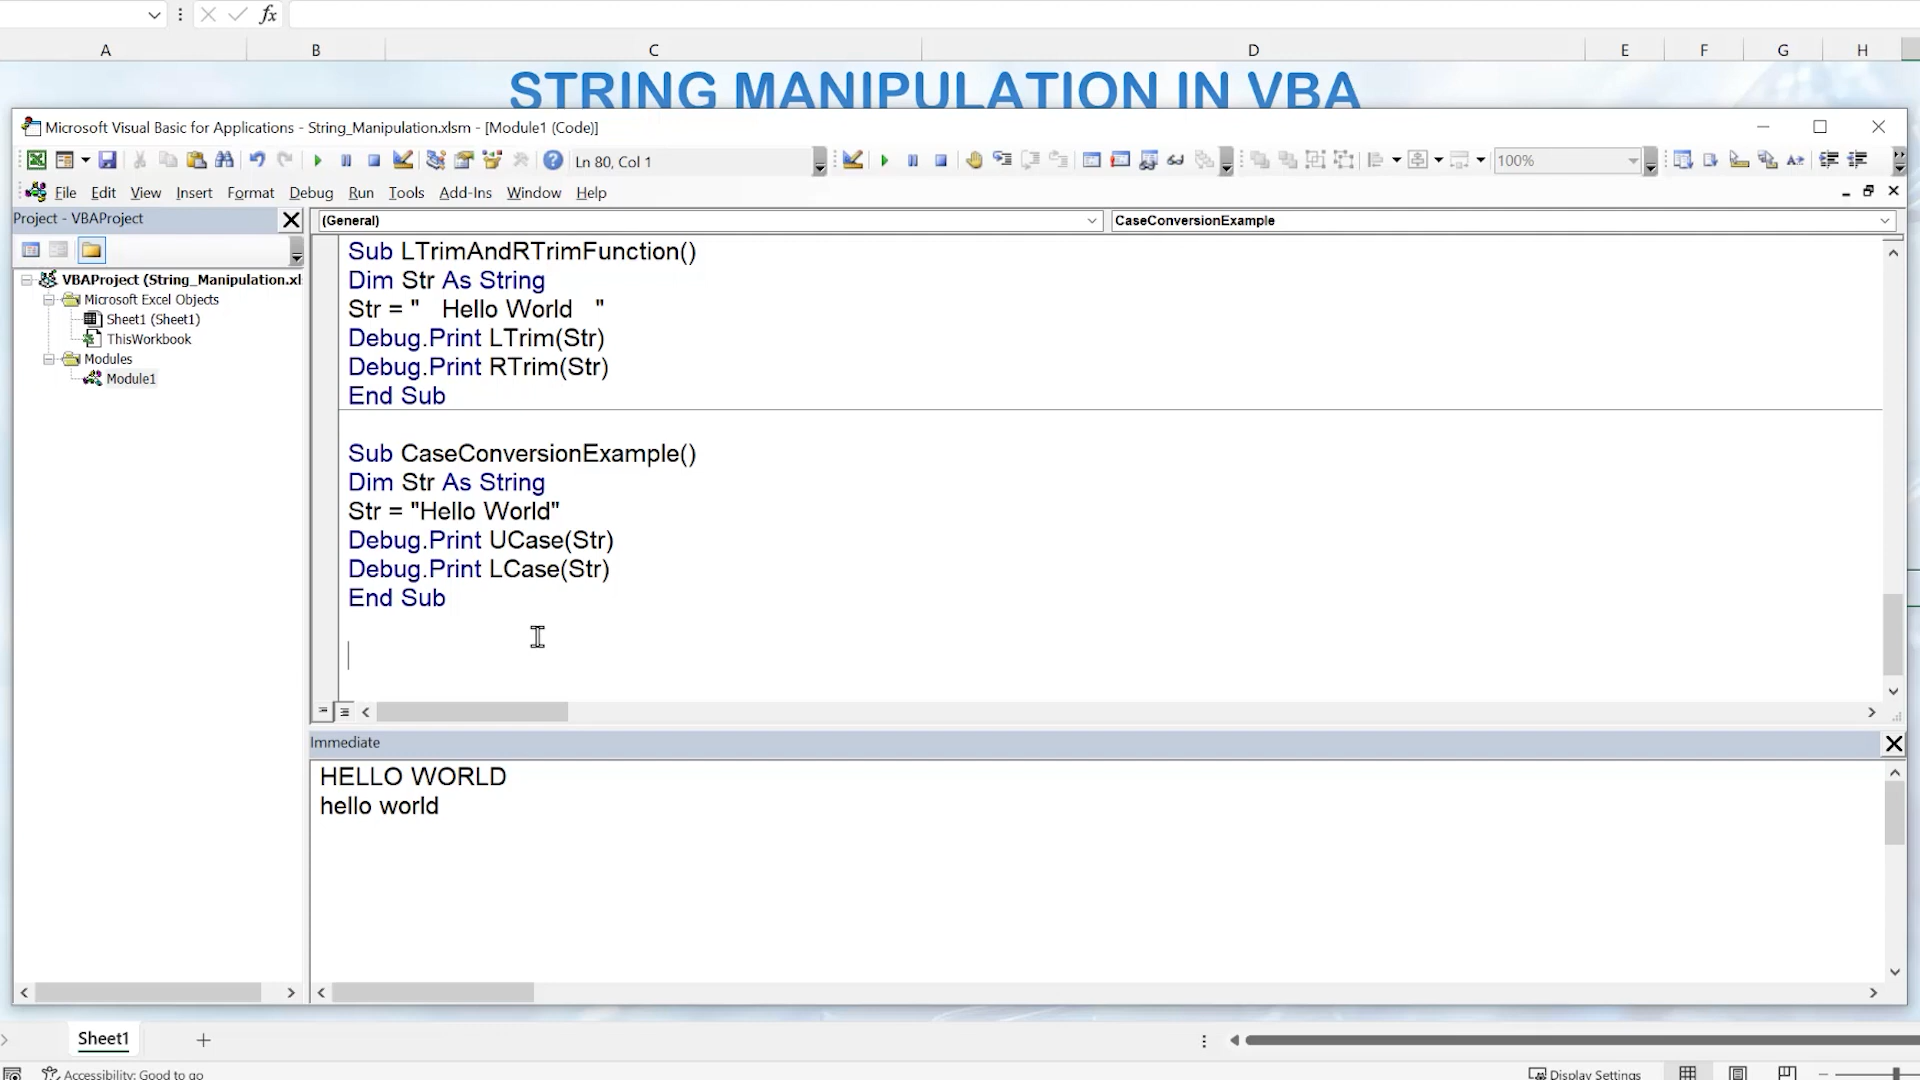 fx
A B C D E F G H
STRING MANIPULATION IN VBA
Microsoft Visual Basic for Applications - String_Manipulation.xlsm - [Module1 (Code)]
Ln 80, Col 1
100%
File Edit View Insert Format Debug Run Tools Add-Ins Window Help
Project - VBAProject
(General)
CaseConversionExample
VBAProject (String_Manipulation.xl
Microsoft Excel Objects
Sheet1 (Sheet1)
ThisWorkbook
Modules
Module1
Sub LTrimAndRTrimFunction()
Dim Str As String
Str = "   Hello World   "
Debug.Print LTrim(Str)
Debug.Print RTrim(Str)
End Sub
Sub CaseConversionExample()
Dim Str As String
Str = "Hello World"
Debug.Print UCase(Str)
Debug.Print LCase(Str)
End Sub
Immediate
HELLO WORLD
hello world
Sheet1
Accessibility: Good to go
Display Settings